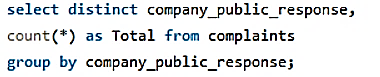 select distinct company_public_response,
count(*) as Total from complaints
group by company_public_response;